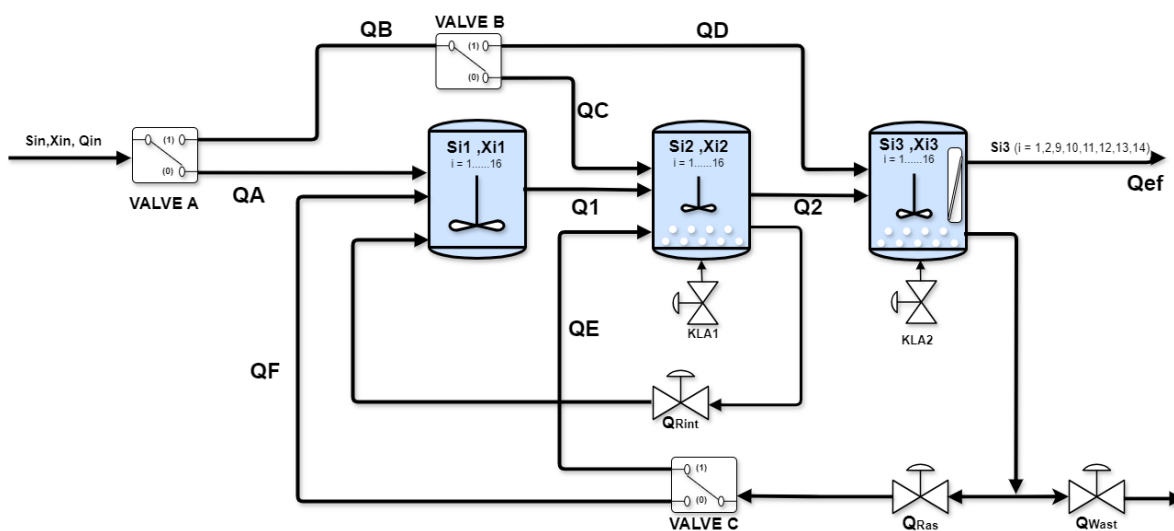 VALVE B
QB
QD
(1)
(0)
QC
Sin,Xin, Qin
(1)
(0)
VALVE A
QA
Si1 ,Xi1
i = 1......16
Si2 ,Xi2
i = 1......16
Si3 ,Xi3
i = 1......16
Si3 (i = 1,2,9,10,11,12,13,14)
Qef
Q1
Q2
QE
KLA1
KLA2
QF
QRint
(1)
(0)
VALVE C
QRas
QWast